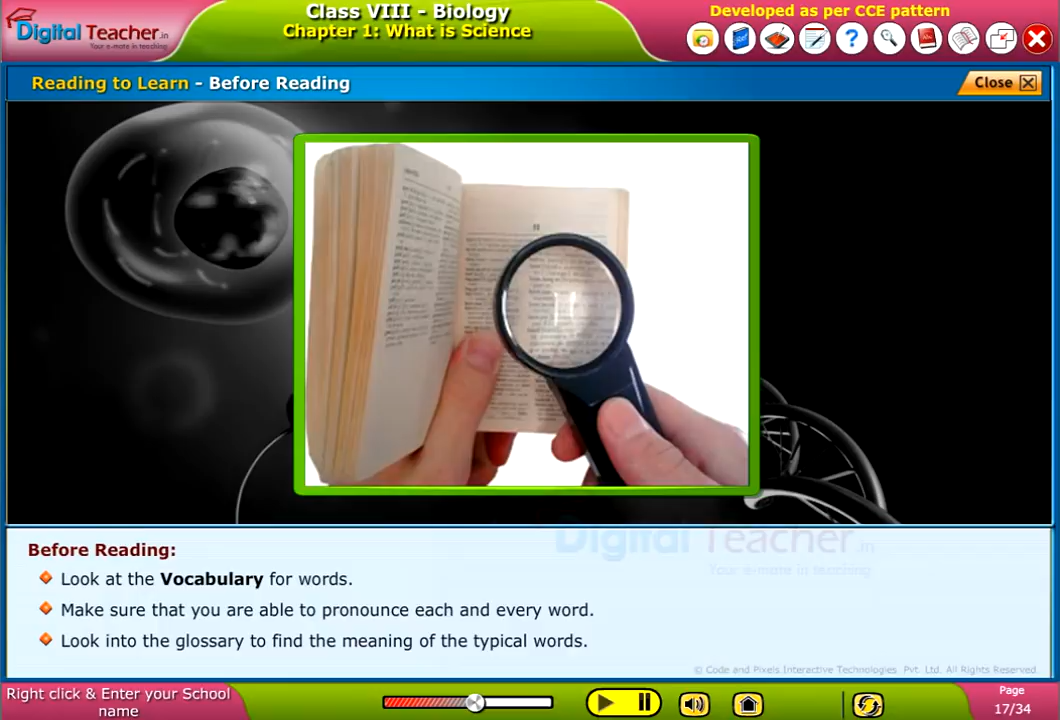 Digital Teacher.in
Your e-mate in teaching
Class VIII - Biology
Chapter 1: What is Science
Developed as per CCE pattern
Reading to Learn - Before Reading
Close
Before Reading:
Look at the Vocabulary for words.
Make sure that you are able to pronounce each and every word.
Look into the glossary to find the meaning of the typical words.
Digital Teacher.in
Your e-mate in teaching
© Code and Pixels Interactive Technologies. Pvt. Ltd. All Rights Reserved.
Right click & Enter your School
name
Page
17/34